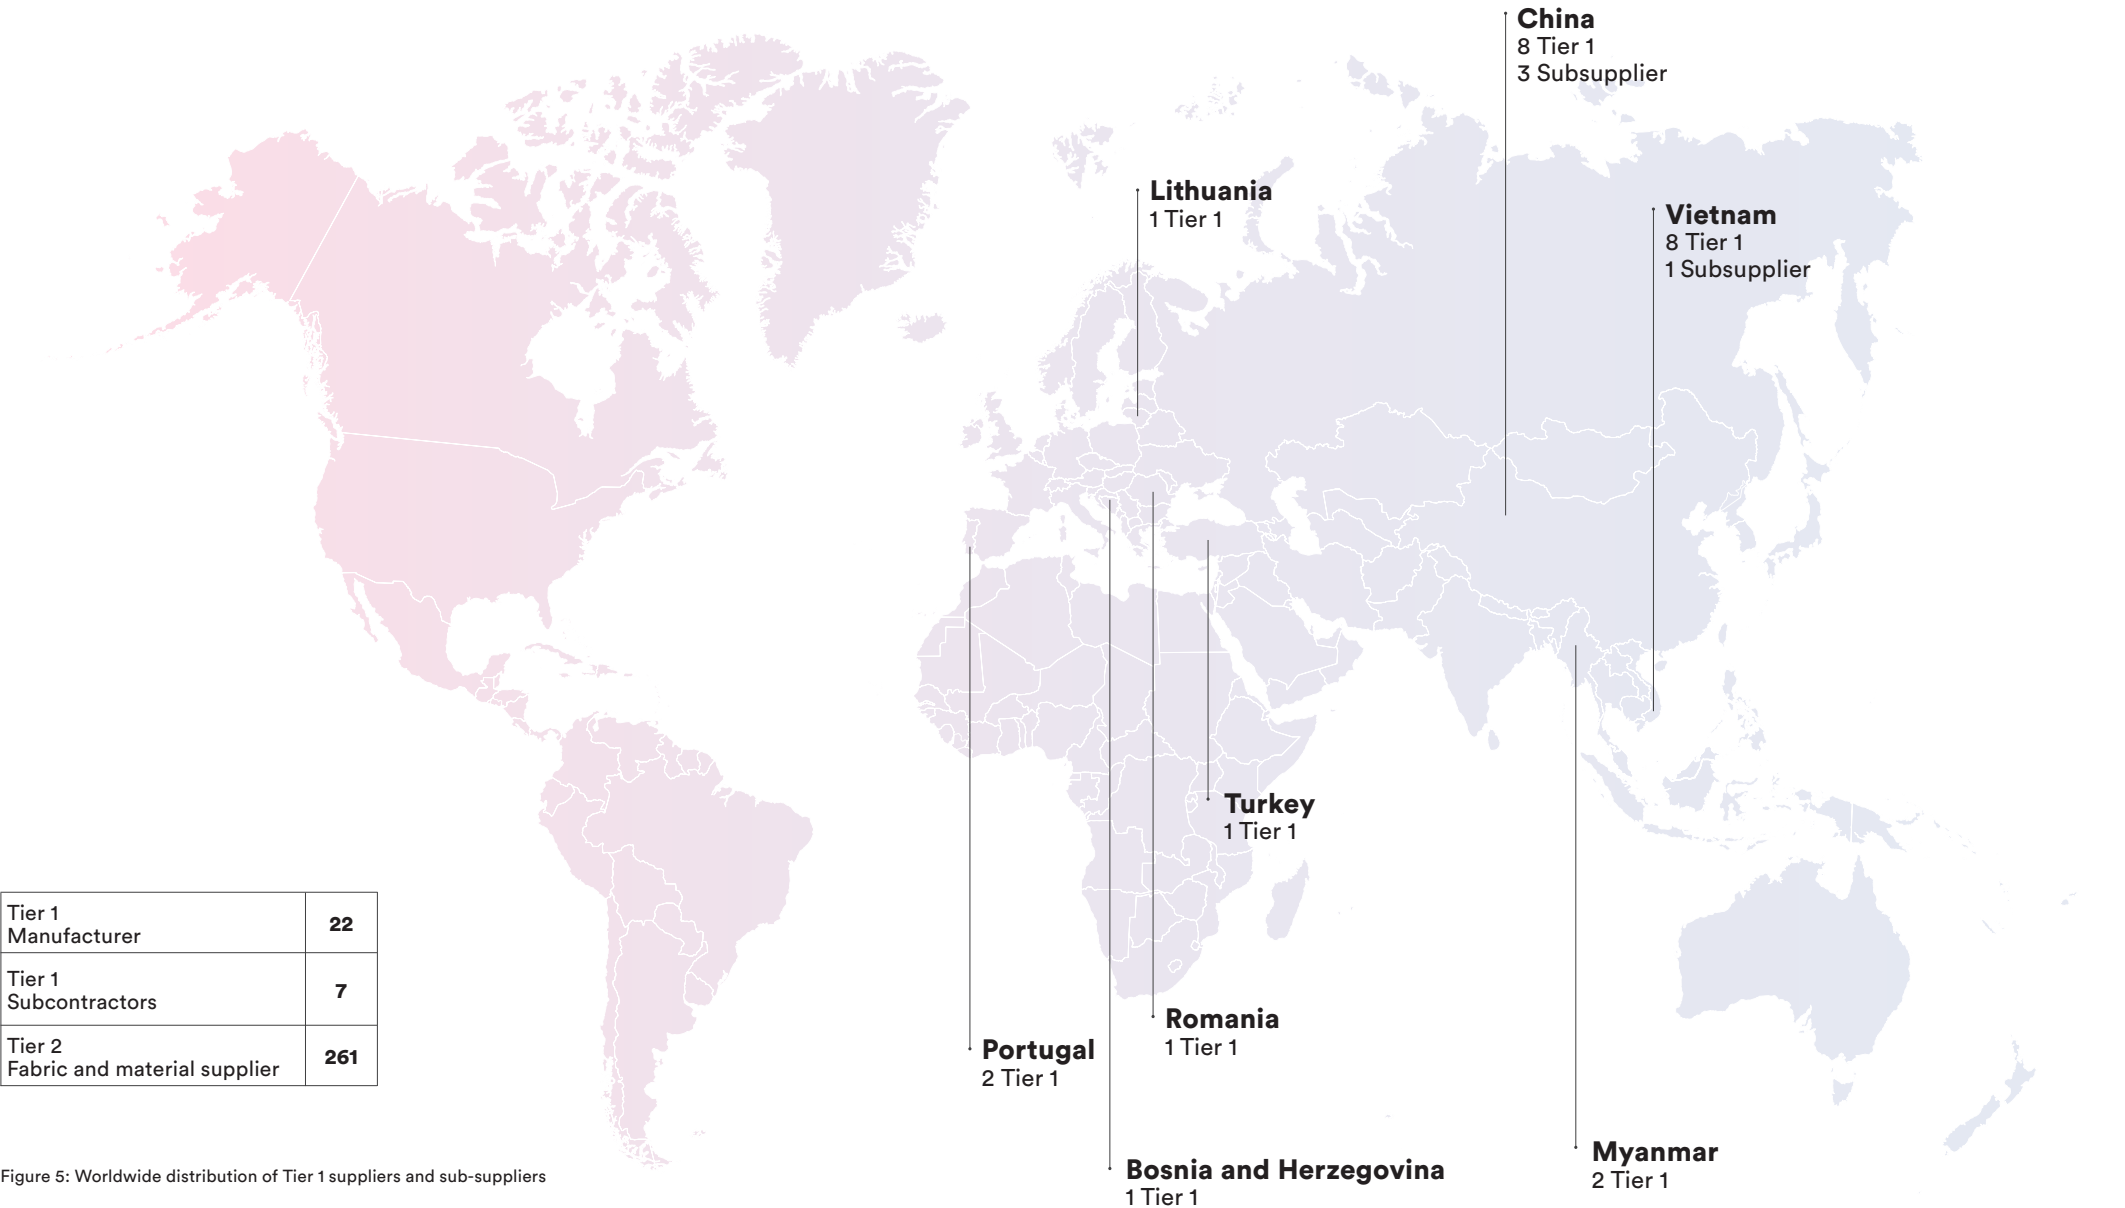 China
8 Tier 1
3 Subsupplier
Lithuania
1 Tier 1
Vietnam
8 Tier 1
1 Subsupplier
Turkey
1 Tier 1
Tier 1
Manufacturer
22
Tier 1
Subcontractors
7
Tier 2
Fabric and material supplier
261
Romania
1 Tier 1
Portugal
2 Tier 1
Myanmar
2 Tier 1
Bosnia and Herzegovina
1 Tier 1
Figure 5: Worldwide distribution of Tier 1 suppliers and sub-suppliers